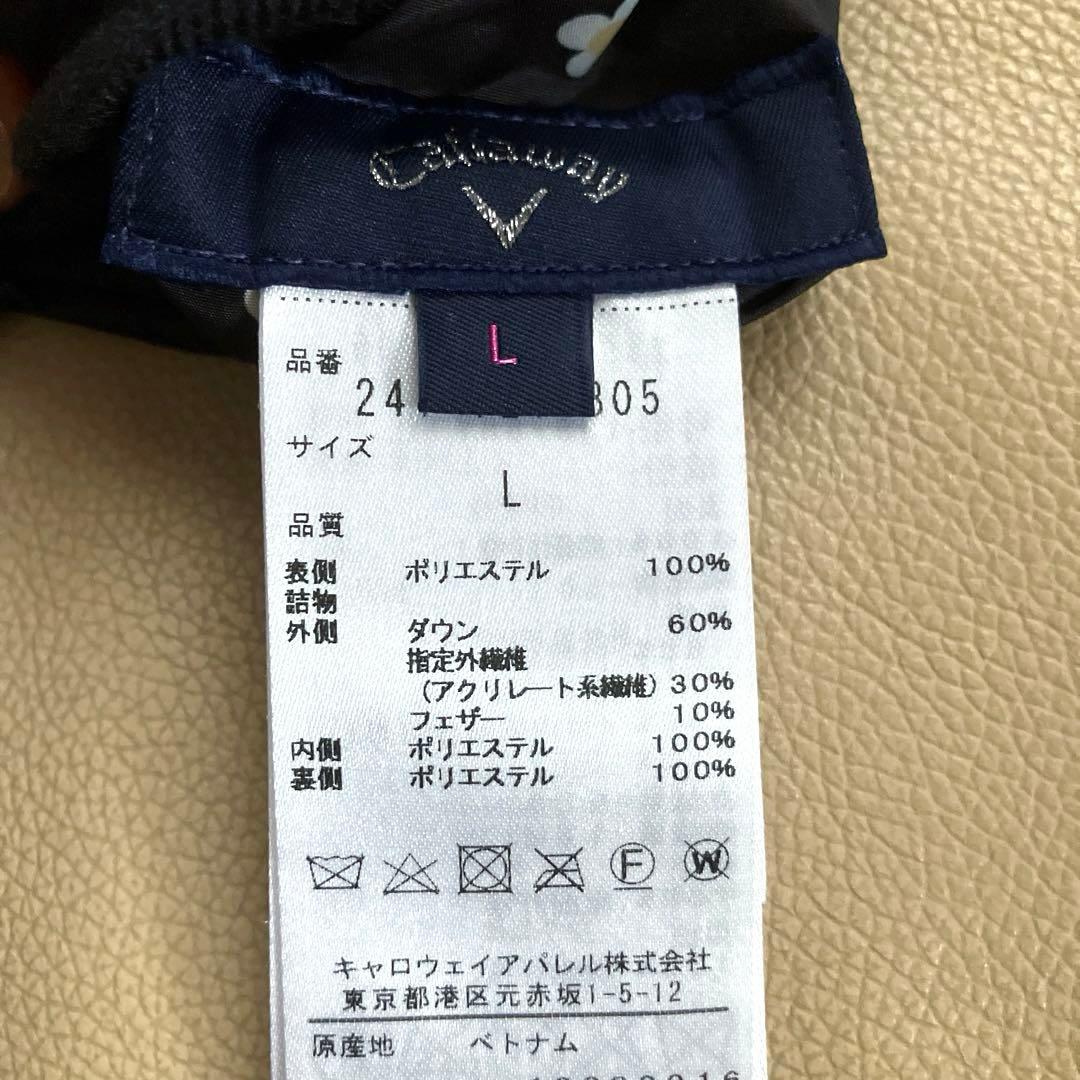 Callaway
L
品番
24 305
サイズ
L
品質
表側 ポリエステル 100%
詰物
外側 ダウン 60%
指定外繊維
(アクリレート系繊維) 30%
フェザー 10%
内側 ポリエステル 100%
裏側 ポリエステル 100%
F W
キャロウェイアパレル株式会社
東京都港区元赤坂1-5-12
原産地 ベトナム